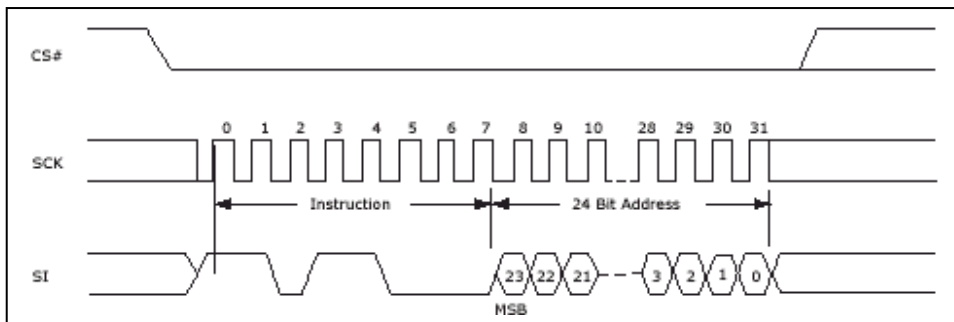 CS#
0 1 2 3 4 5 6 7 8 9 10 28 29 30 31
SCK
Instruction 24 Bit Address
SI 23 22 21 3 2 1 0
MSB